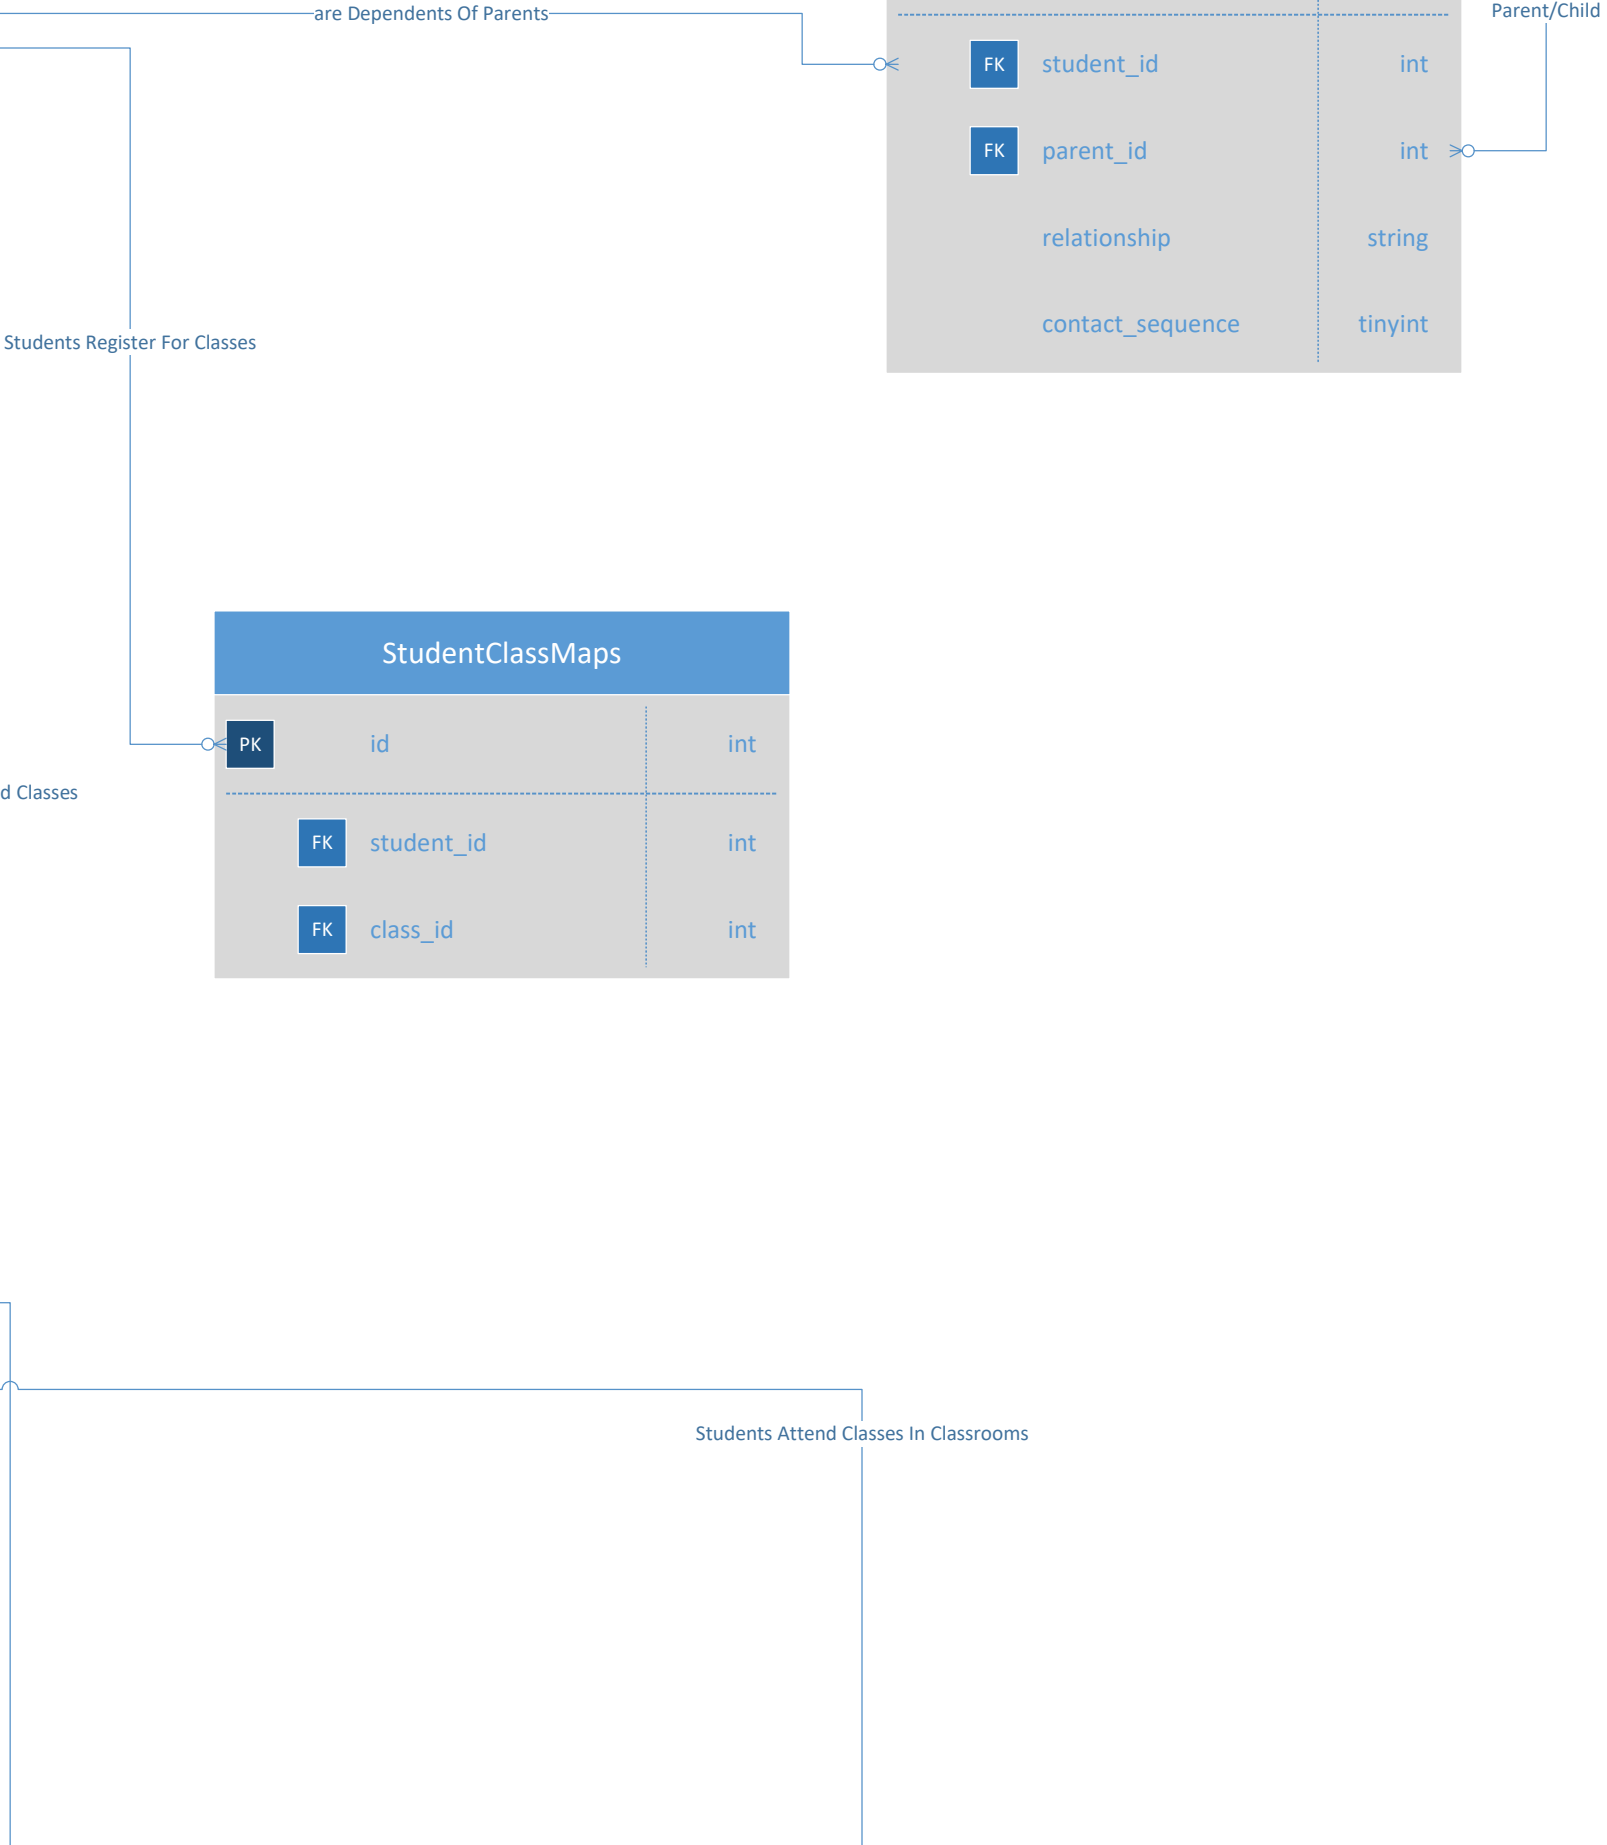 are Dependents Of Parents
Parent/Child
FK student_id int
FK parent_id int
relationship string
contact_sequence tinyint
Students Register For Classes
StudentClassMaps
PK id int
d Classes
FK student_id int
FK class_id int
Students Attend Classes In Classrooms